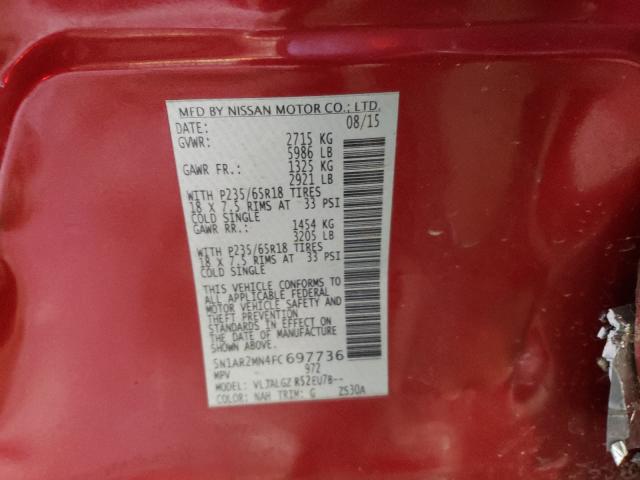 MFD BY NISSAN MOTOR CO.; LTD.
DATE: 08/15
GVWR: 2715 KG
5986 LB
GAWR FR.: 1325 KG
2921 LB
WITH P235/65R18 TIRES
18 X 7.5 RIMS AT 33 PSI
COLD SINGLE
GAWR RR.: 1454 KG
3205 LB
WITH P235/65R18 TIRES
18 X 7.5 RIMS AT 33 PSI
COLD SINGLE
THIS VEHICLE CONFORMS TO
ALL APPLICABLE FEDERAL
MOTOR VEHICLE SAFETY AND
THEFT PREVENTION
STANDARDS IN EFFECT ON
THE DATE OF MANUFACTURE
5N1AR2MN4FC697736
MPV 972
MODEL: VLJALGZ R52EU7B--
COLOR: NAH TRIM: G ZS30A